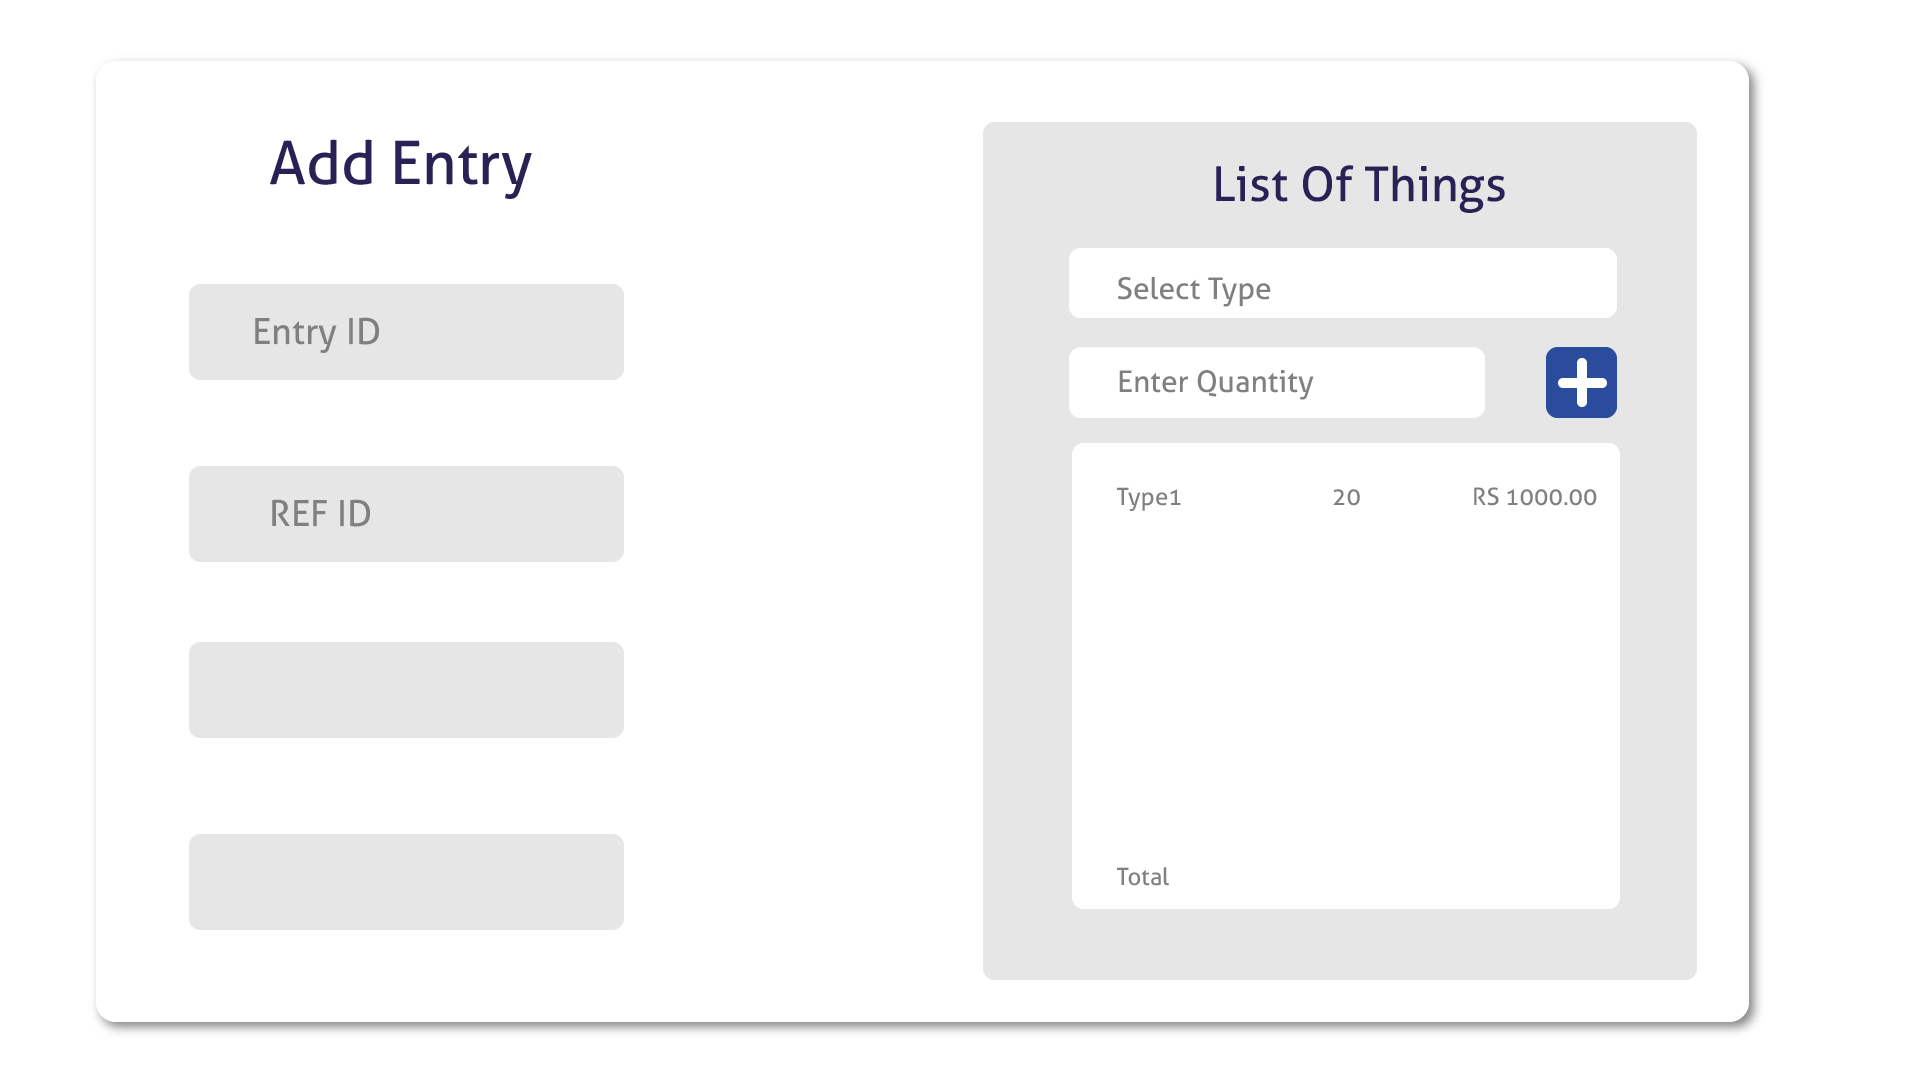 Add Entry
Entry ID
REF ID
List Of Things
Select Type
Enter Quantity
Type1 20 RS 1000.00
Total